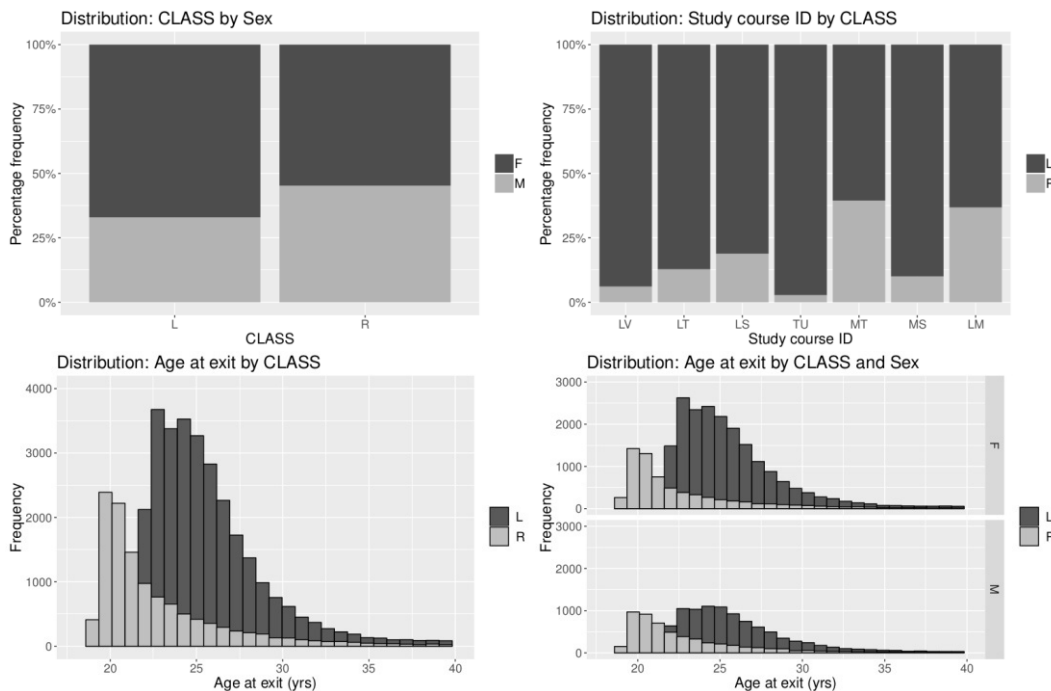 Distribution: CLASS by Sex
Percentage frequency
100%
75%
50%
25%
0%
L
R
CLASS
F
M
Distribution: Study course ID by CLASS
Percentage frequency
100%
75%
50%
25%
0%
LV
LT
LS
TU
MT
MS
LM
Study course ID
L
Distribution: Age at exit by CLASS
Frequency
4000
3000
2000
1000
0
20
25
30
35
40
Age at exit (yrs)
L
R
Distribution: Age at exit by CLASS and Sex
Frequency
3000
2000
1000
0
F
3000
2000
1000
0
M
20
25
30
35
40
Age at exit (yrs)
L